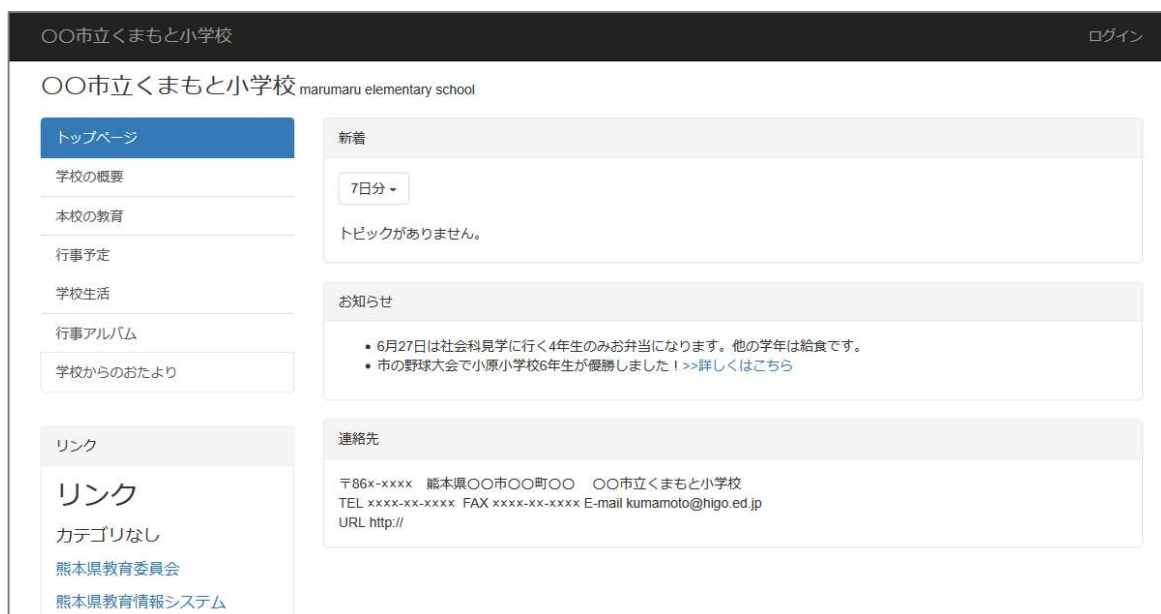 〇〇市立くまもと小学校
ログイン
〇〇市立くまもと小学校 marumaru elementary school
トップページ
学校の概要
本校の教育
行事予定
学校生活
行事アルバム
学校からのおたより
リンク
リンク
カテゴリなし
熊本県教育委員会
熊本県教育情報システム
新着
7日分
トピックがありません。
お知らせ
• 6月27日は社会科見学に行く4年生のみお弁当になります。他の学年は給食です。
• 市の野球大会で小原小学校6年生が優勝しました！>>詳しくはこちら
連絡先
〒86×-××××　熊本県〇〇市〇〇町〇〇　〇〇市立くまもと小学校
TEL ××××-××-×××× FAX ××××-××-×××× E-mail kumamoto@higo.ed.jp
URL http://